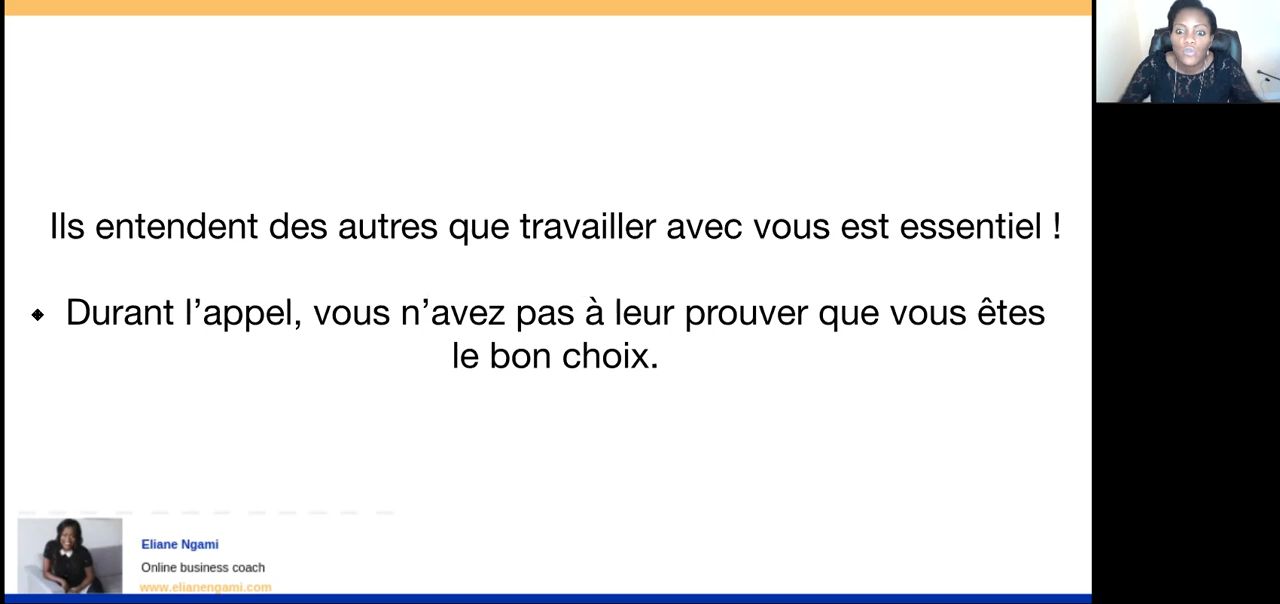 Ils entendent des autres que travailler avec vous est essentiel !
Durant l’appel, vous n’avez pas à leur prouver que vous êtes
le bon choix.
Eliane Ngami
Online business coach
www.elianengami.com